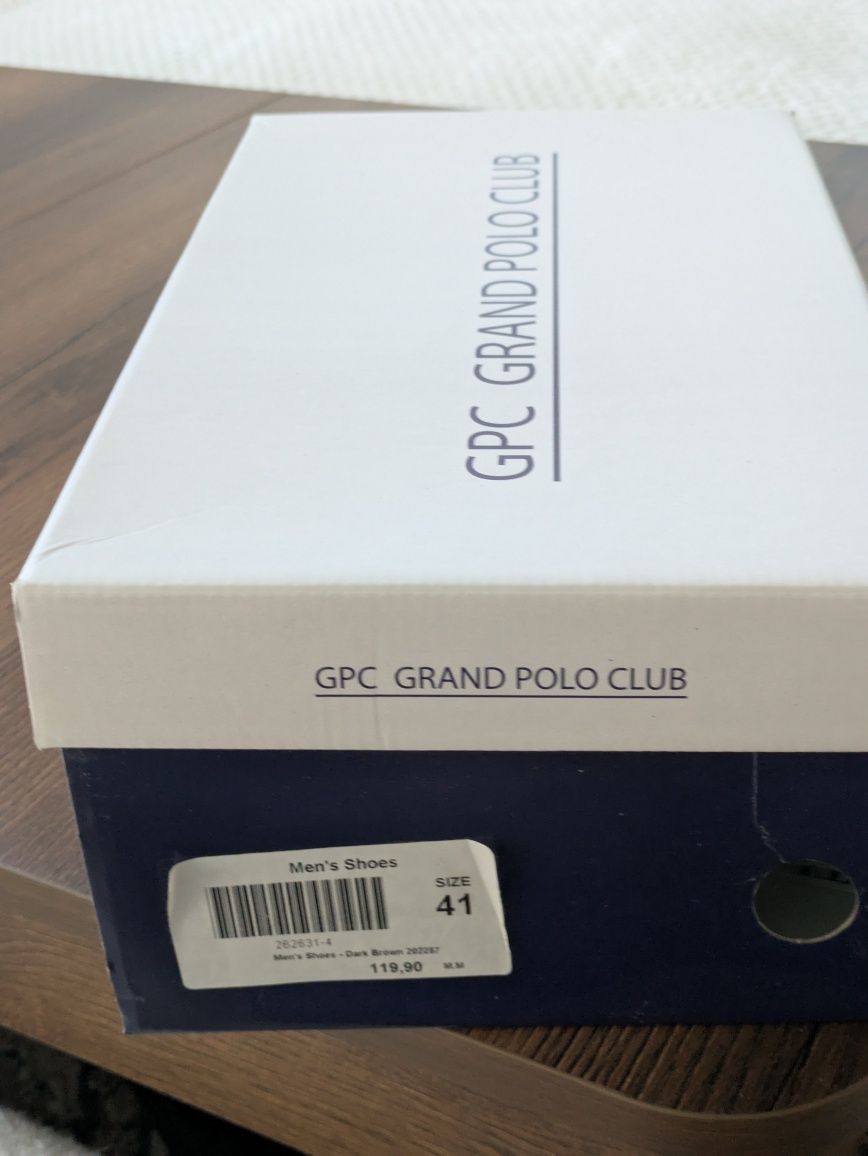 GPC GRAND POLO CLUB
GPC GRAND POLO CLUB
Men's Shoes
SIZE
41
262631-4
Men's Shoes - Dark Brown 202287
119,90 M.M